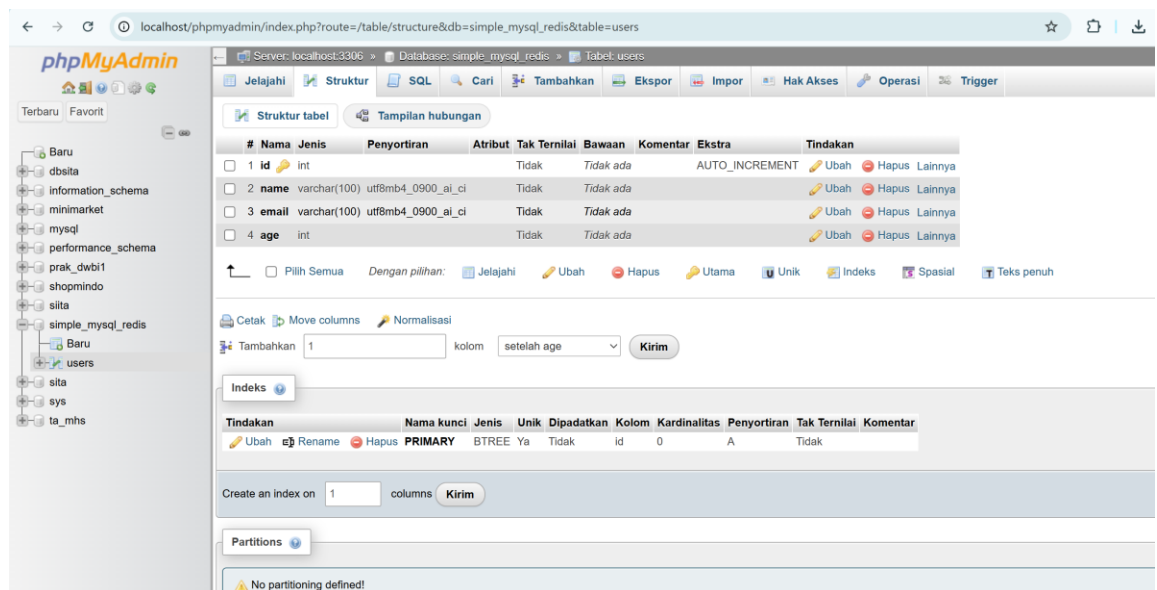 localhost/phpmyadmin/index.php?route=/table/structure&db=simple_mysql_redis&table=users
phpMyAdmin
Terbaru Favorit
Baru
dbsita
information_schema
minimarket
mysql
performance_schema
prak_dwbi1
shopmindo
siita
simple_mysql_redis
Baru
users
sita
sys
ta_mhs
Server: localhost:3306 » Database: simple_mysql_redis » Tabel: users
Jelajahi Struktur SQL Cari Tambahkan Ekspor Impor Hak Akses Operasi Trigger
Struktur tabel Tampilan hubungan
# Nama Jenis Penyortiran Atribut Tak Ternilai Bawaan Komentar Ekstra Tindakan
1 id int Tidak Tidak ada AUTO_INCREMENT Ubah Hapus Lainnya
2 name varchar(100) utf8mb4_0900_ai_ci Tidak Tidak ada Ubah Hapus Lainnya
3 email varchar(100) utf8mb4_0900_ai_ci Tidak Tidak ada Ubah Hapus Lainnya
4 age int Tidak Tidak ada Ubah Hapus Lainnya
Pilih Semua Dengan pilihan: Jelajahi Ubah Hapus Utama Unik Indeks Spasial Teks penuh
Cetak Move columns Normalisasi
Tambahkan 1 kolom setelah age Kirim
Indeks
Tindakan Nama kunci Jenis Unik Dipadatkan Kolom Kardinalitas Penyortiran Tak Ternilai Komentar
Ubah Rename Hapus PRIMARY BTREE Ya Tidak id 0 A Tidak
Create an index on 1 columns Kirim
Partitions
No partitioning defined!